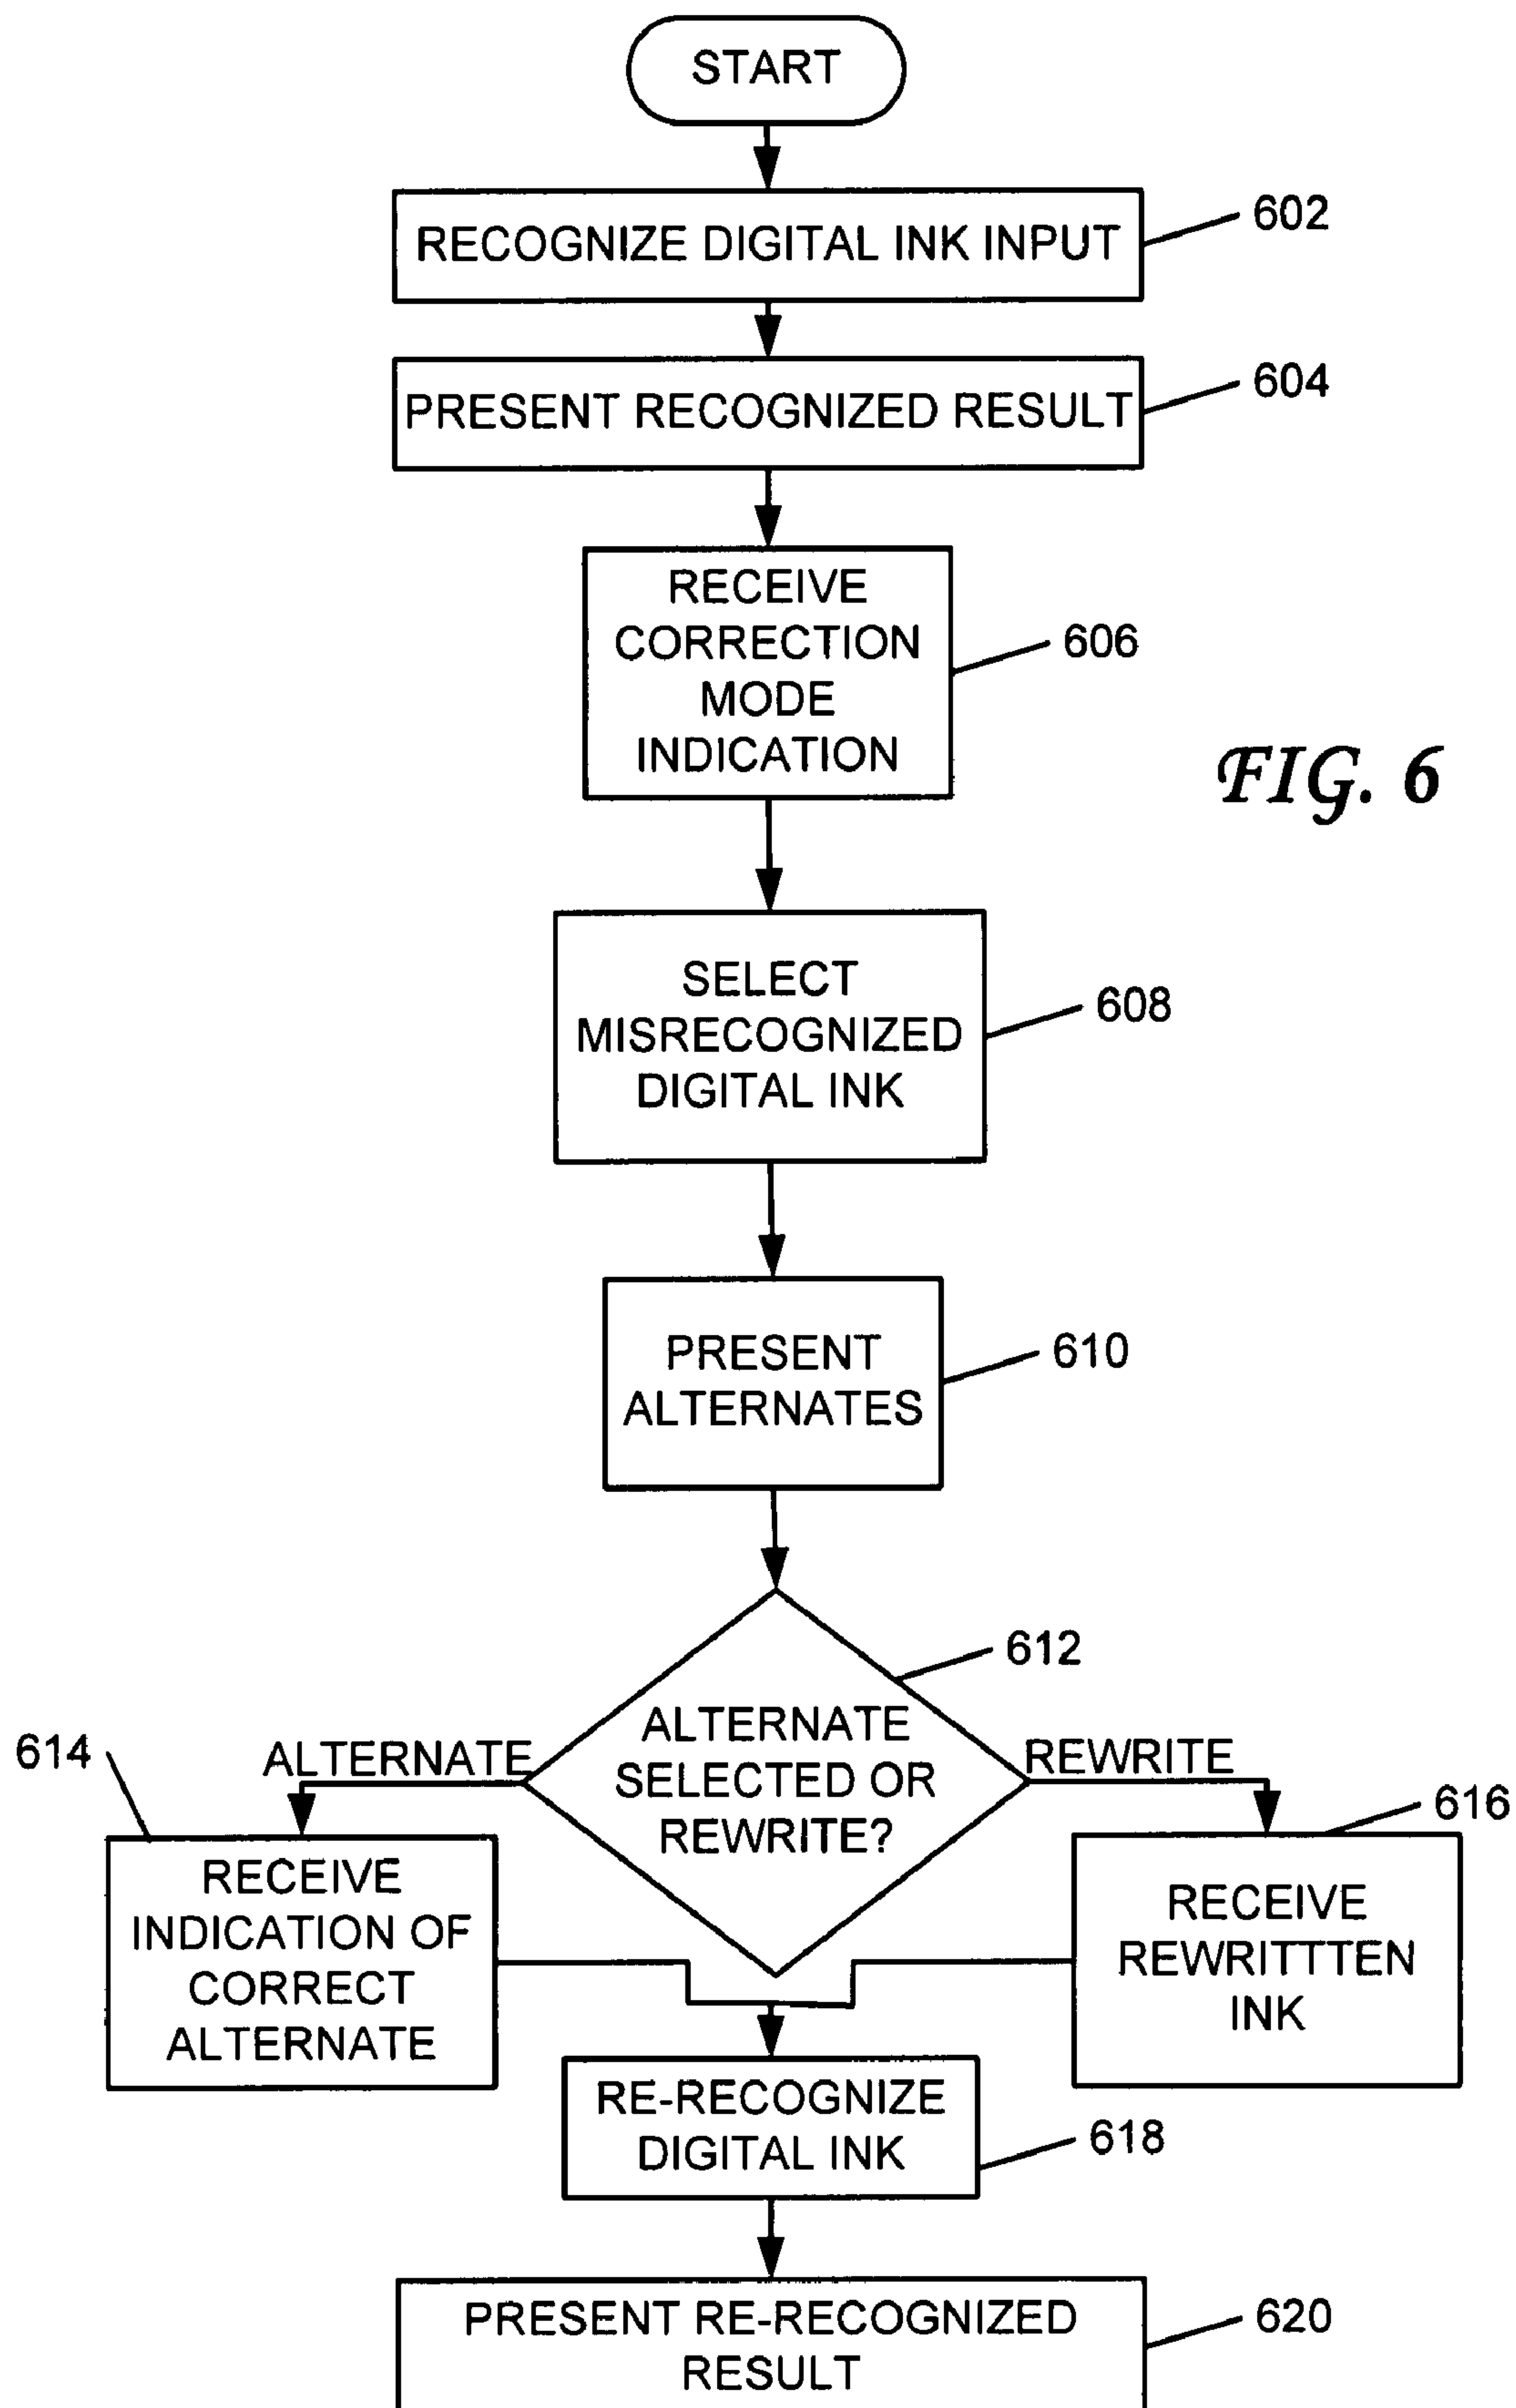 START
RECOGNIZE DIGITAL INK INPUT
602
PRESENT RECOGNIZED RESULT
604
RECEIVE
CORRECTION
MODE
INDICATION
606
FIG. 6
SELECT
MISRECOGNIZED
DIGITAL INK
608
PRESENT
ALTERNATES
610
612
ALTERNATE
SELECTED OR
REWRITE?
614
ALTERNATE
REWRITE
616
RECEIVE
INDICATION OF
CORRECT
ALTERNATE
RECEIVE
REWRITTTEN
INK
RE-RECOGNIZE
DIGITAL INK
618
PRESENT RE-RECOGNIZED
RESULT
620